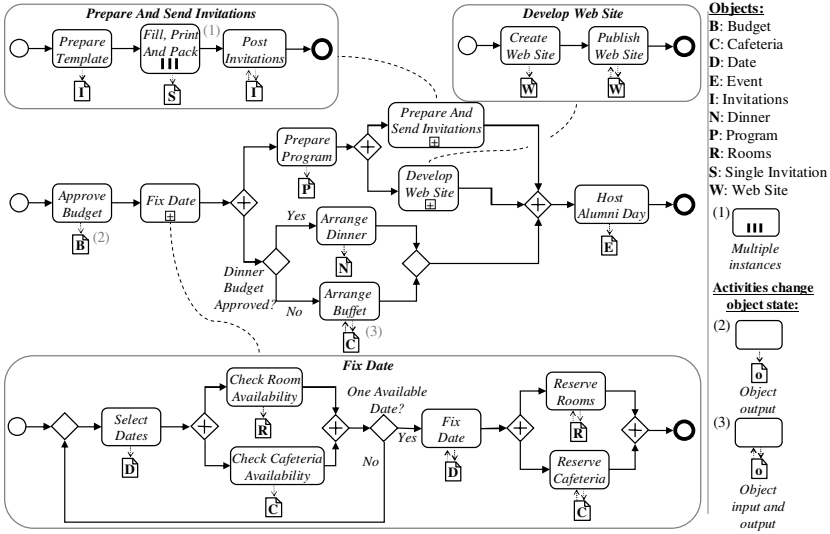 Prepare And Send Invitations
Prepare
Template
I
Fill, Print
And Pack
(1)
S
Post
Invitations
I
Develop Web Site
Create
Web Site
W
Publish
Web Site
W
Approve
Budget
B
(2)
Fix Date
Prepare
Program
P
Prepare And
Send Invitations
Develop
Web Site
Dinner
Budget
Approved?
Yes
Arrange
Dinner
N
No
Arrange
Buffet
(3)
C
Host
Alumni Day
E
Fix Date
Select
Dates
D
Check Room
Availability
R
Check Cafeteria
Availability
C
One Available
Date?
Yes
No
Fix
Date
D
Reserve
Rooms
R
Reserve
Cafeteria
C
Objects:
B: Budget
C: Cafeteria
D: Date
E: Event
I: Invitations
N: Dinner
P: Program
R: Rooms
S: Single Invitation
W: Web Site
(1)
Multiple
instances
Activities change
object state:
(2)
o
Object
output
(3)
o
Object
input and
output